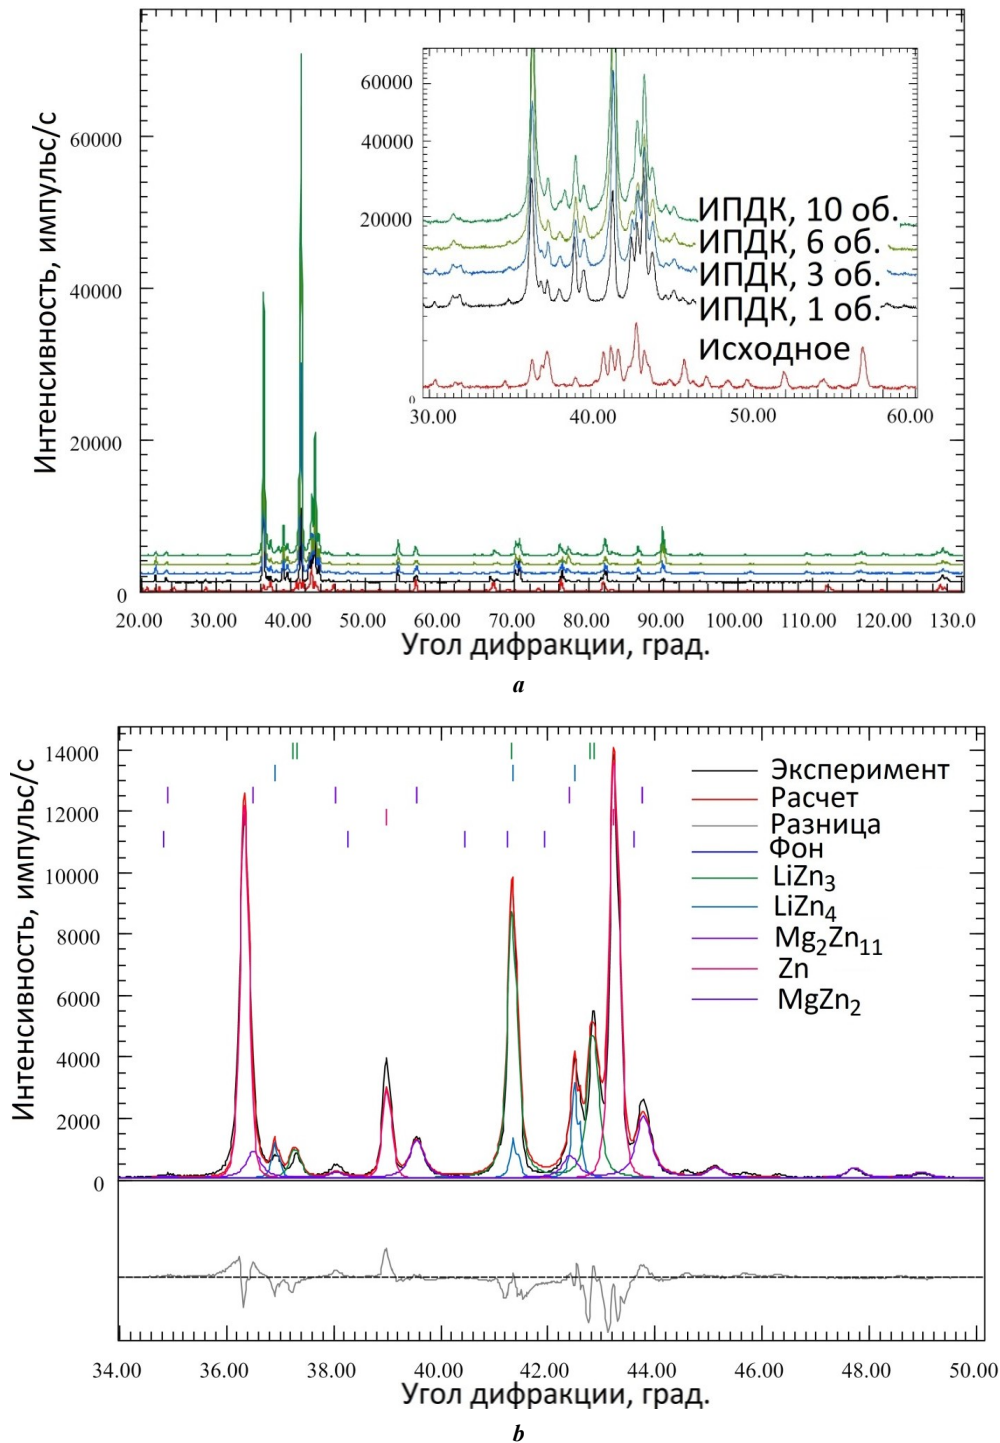 60000
40000
20000
0
Интенсивность, импульс/с
60000
40000
20000
0
ИПДК, 10 об.
ИПДК, 6 об.
ИПДК, 3 об.
ИПДК, 1 об.
Исходное
30.00 40.00 50.00 60.00
20.00 30.00 40.00 50.00 60.00 70.00 80.00 90.00 100.00 110.00 120.00 130.0
Угол дифракции, град.
a
14000
12000
10000
8000
6000
4000
2000
0
Интенсивность, импульс/с
Эксперимент
Расчет
Разница
Фон
LiZn3
LiZn4
Mg2Zn11
Zn
MgZn2
34.00 36.00 38.00 40.00 42.00 44.00 46.00 48.00 50.00
Угол дифракции, град.
b